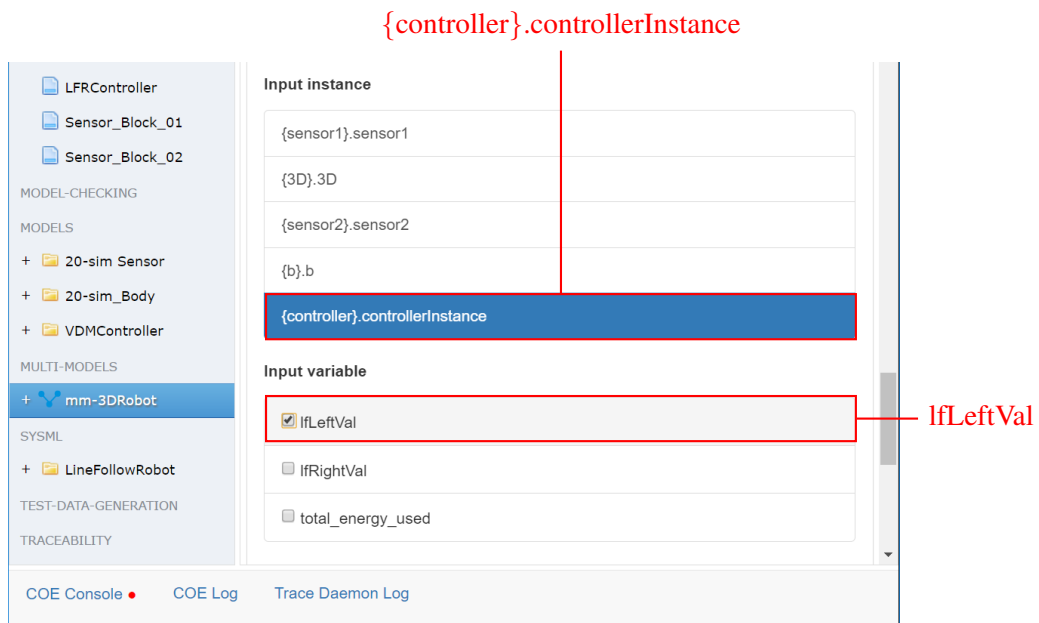 {controller}.controllerInstance
LFRController
Sensor_Block_01
Sensor_Block_02
MODEL-CHECKING
MODELS
+ 20-sim Sensor
+ 20-sim_Body
+ VDMController
MULTI-MODELS
+ mm-3DRobot
SYSML
+ LineFollowRobot
TEST-DATA-GENERATION
TRACEABILITY
Input instance
{sensor1}.sensor1
{3D}.3D
{sensor2}.sensor2
{b}.b
{controller}.controllerInstance
Input variable
lfLeftVal
lfRightVal
total_energy_used
lfLeftVal
COE Console
COE Log
Trace Daemon Log